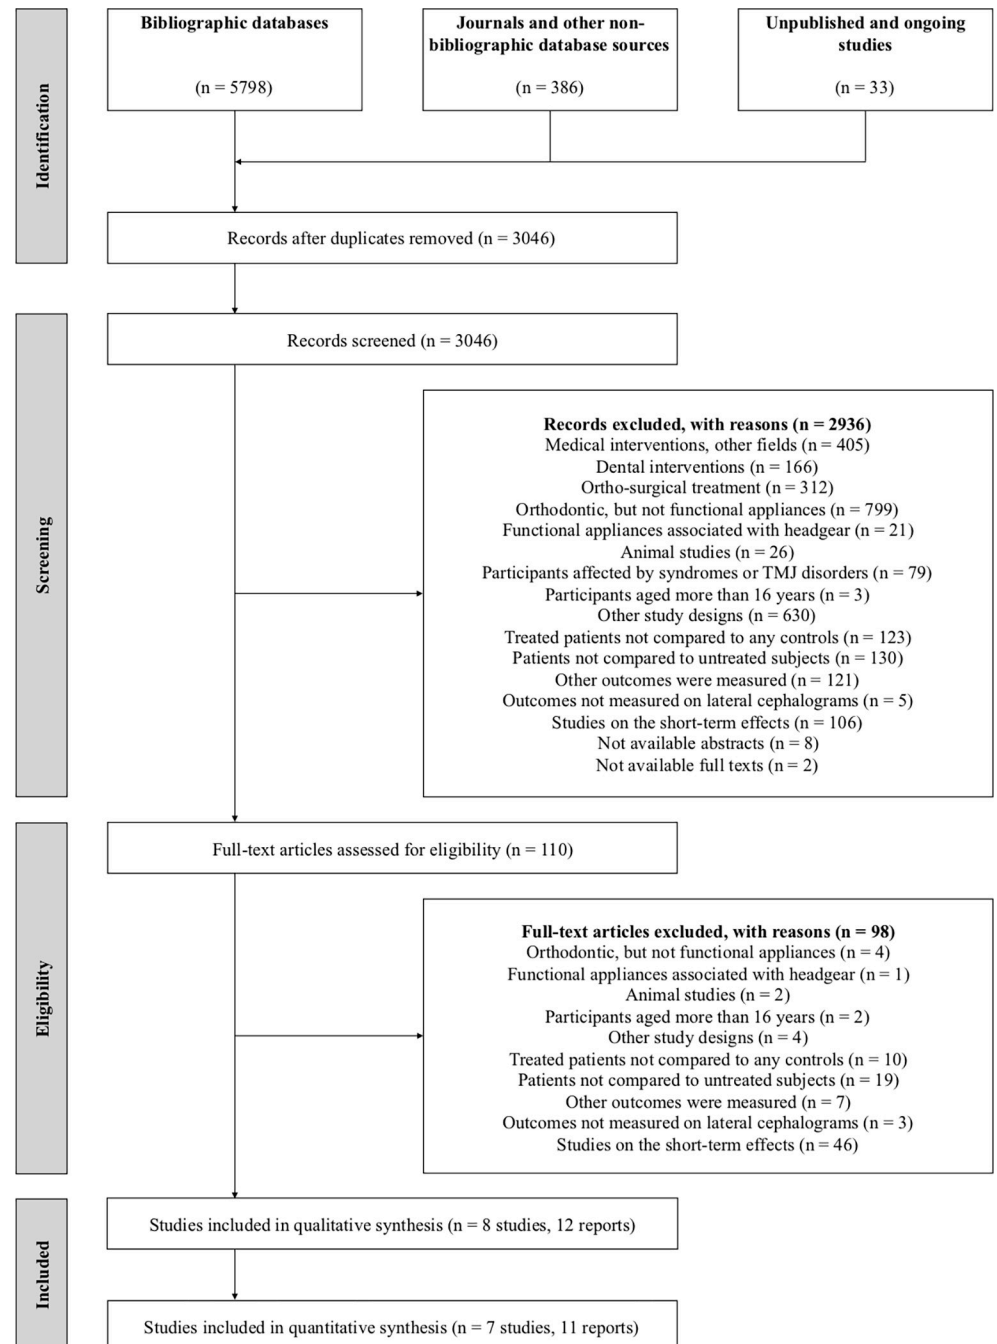 Identification
Bibliographic databases
(n = 5798)
Journals and other non-
bibliographic database sources
(n = 386)
Unpublished and ongoing
studies
(n = 33)
Records after duplicates removed (n = 3046)
Screening
Records screened (n = 3046)
Records excluded, with reasons (n = 2936)
Medical interventions, other fields (n = 405)
Dental interventions (n = 166)
Ortho-surgical treatment (n = 312)
Orthodontic, but not functional appliances (n = 799)
Functional appliances associated with headgear (n = 21)
Animal studies (n = 26)
Participants affected by syndromes or TMJ disorders (n = 79)
Participants aged more than 16 years (n = 3)
Other study designs (n = 630)
Treated patients not compared to any controls (n = 123)
Patients not compared to untreated subjects (n = 130)
Other outcomes were measured (n = 121)
Outcomes not measured on lateral cephalograms (n = 5)
Studies on the short-term effects (n = 106)
Not available abstracts (n = 8)
Not available full texts (n = 2)
Eligibility
Full-text articles assessed for eligibility (n = 110)
Full-text articles excluded, with reasons (n = 98)
Orthodontic, but not functional appliances (n = 4)
Functional appliances associated with headgear (n = 1)
Animal studies (n = 2)
Participants aged more than 16 years (n = 2)
Other study designs (n = 4)
Treated patients not compared to any controls (n = 10)
Patients not compared to untreated subjects (n = 19)
Other outcomes were measured (n = 7)
Outcomes not measured on lateral cephalograms (n = 3)
Studies on the short-term effects (n = 46)
Included
Studies included in qualitative synthesis (n = 8 studies, 12 reports)
Studies included in quantitative synthesis (n = 7 studies, 11 reports)